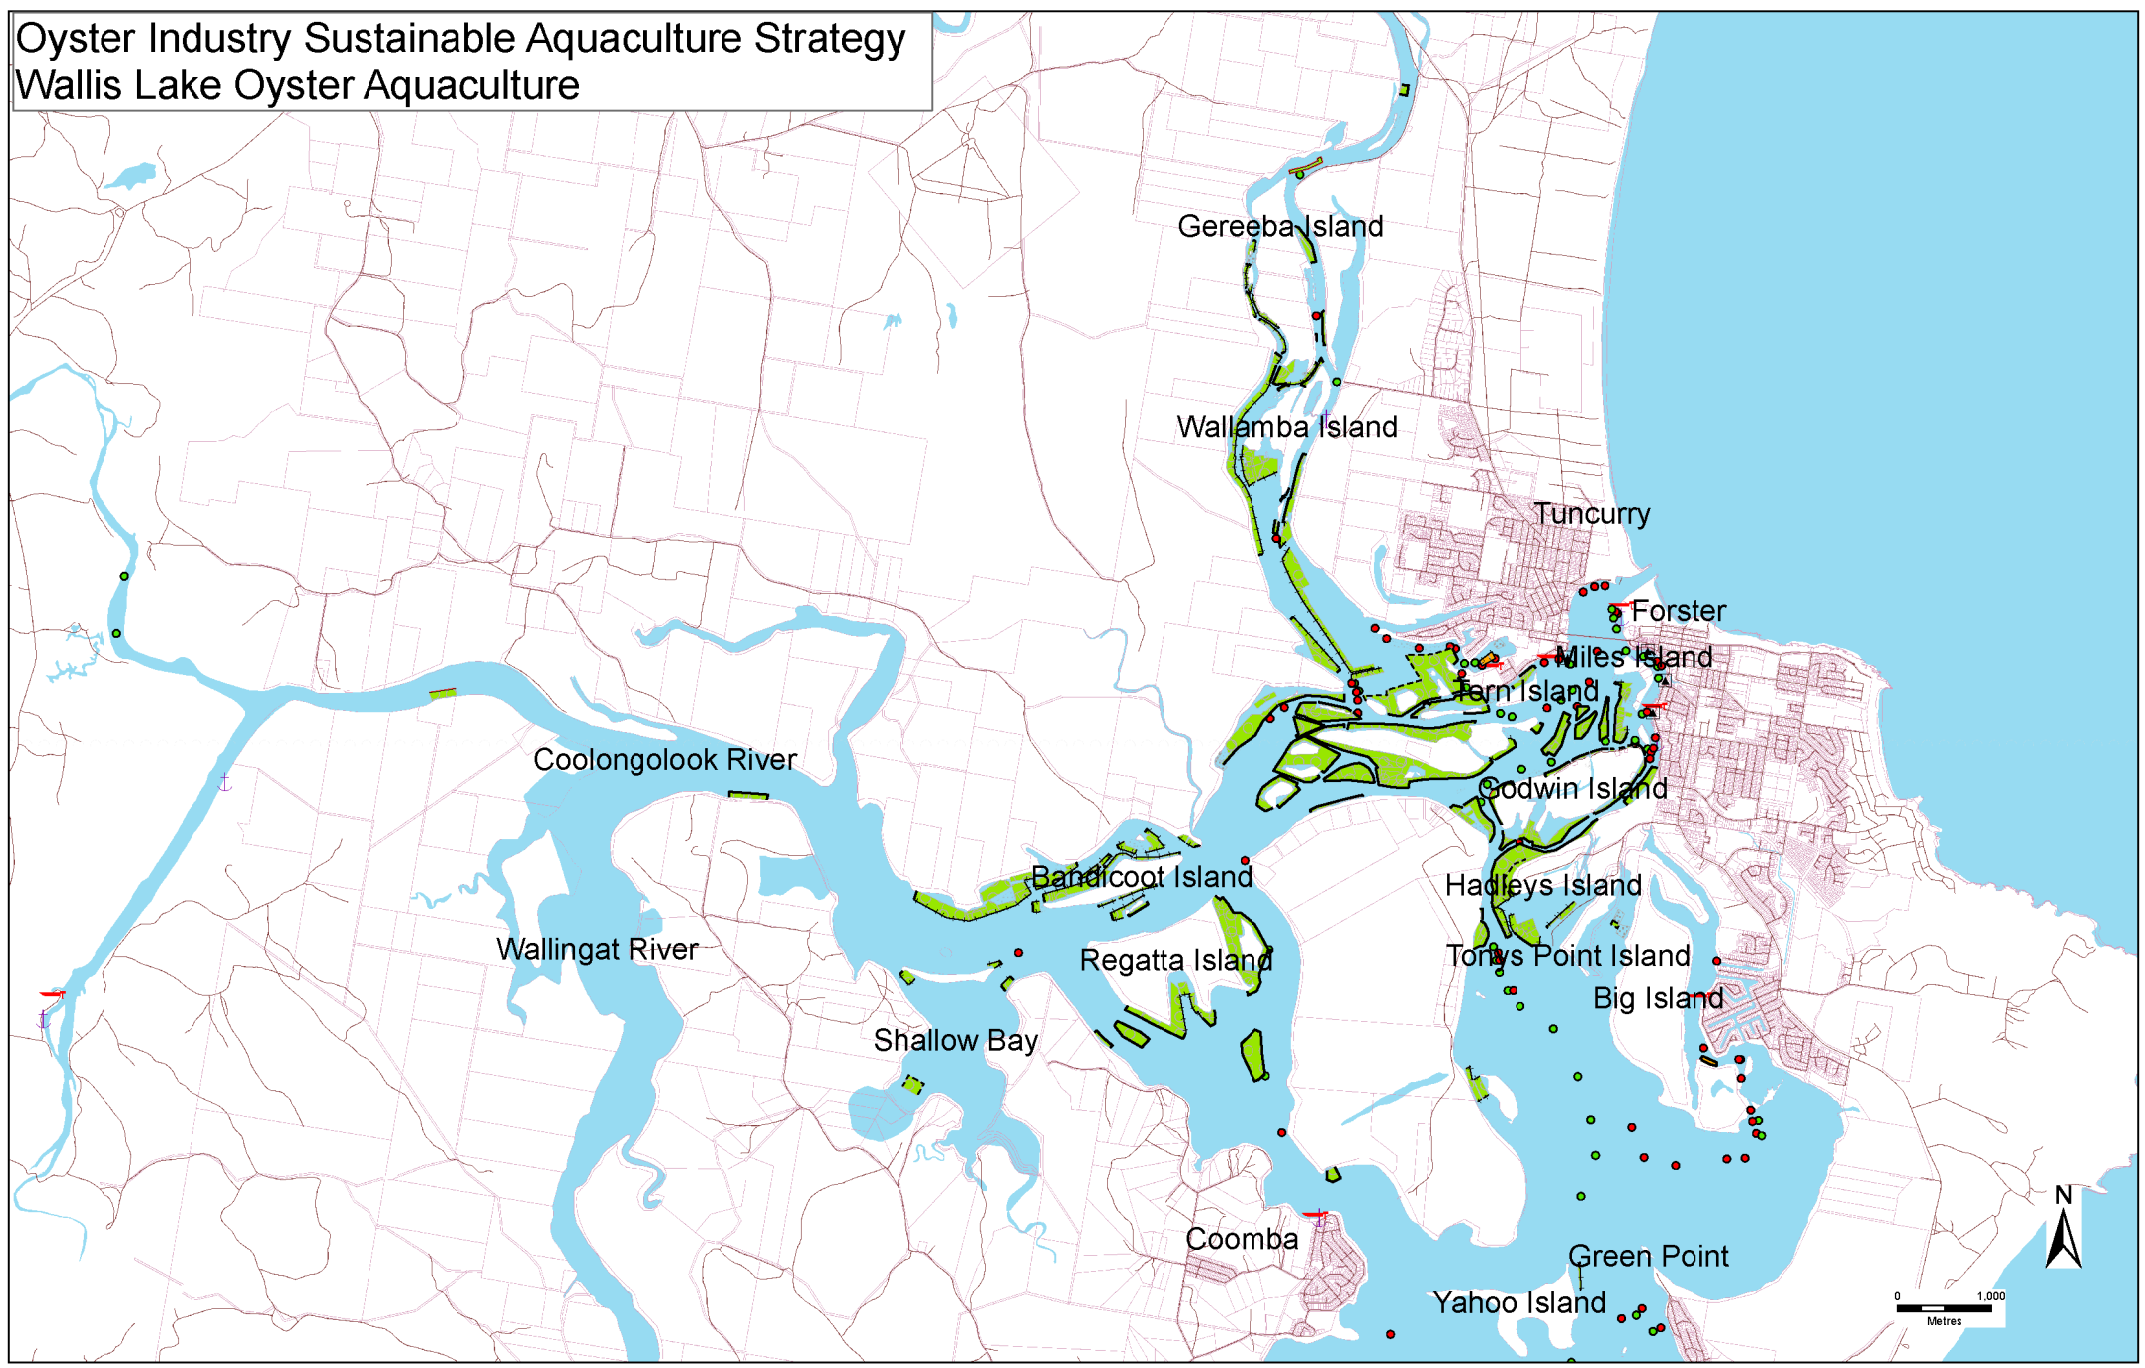 Oyster Industry Sustainable Aquaculture Strategy
Wallis Lake Oyster Aquaculture
Gereeba Island
Wallamba Island
Tuncurry
Forster
Miles Island
Tern Island
Coolongolook River
Godwin Island
Bandicoot Island
Hadleys Island
Wallingat River
Regatta Island
Tonys Point Island
Big Island
Shallow Bay
N
Coomba
Green Point
Yahoo Island
0 1,000
Metres